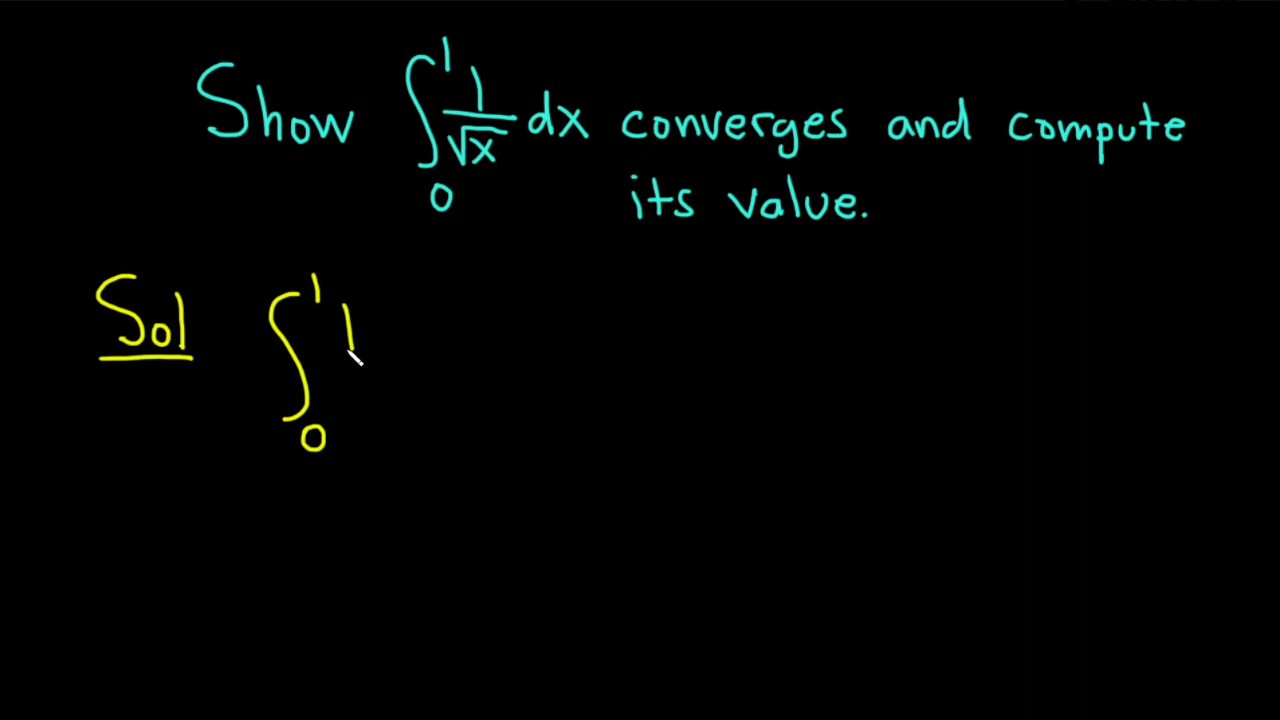 Show ∫₀¹ 1/√x dx converges and compute
its value.
Sol ∫₀¹ 1